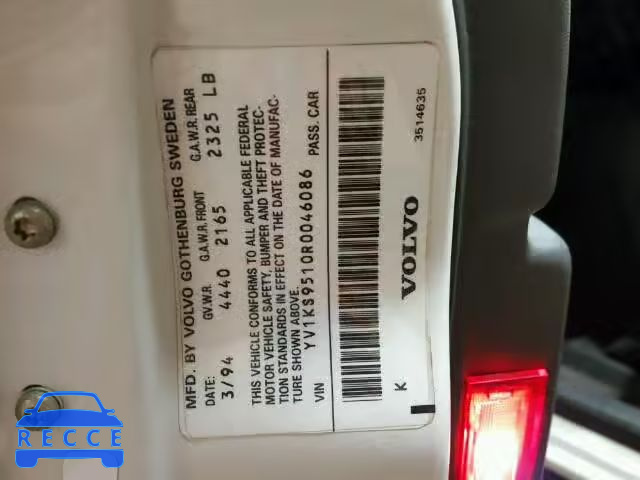 MFD. BY VOLVO GOTHENBURG SWEDEN
DATE: G.V.W.R G.A.W.R. FRONT G.A.W.R. REAR
3/94 4440 2165 2325 LB
THIS VEHICLE CONFORMS TO ALL APPLICABLE FEDERAL
MOTOR VEHICLE SAFETY, BUMPER AND THEFT PROTEC-
TION STANDARDS IN EFFECT ON THE DATE OF MANUFAC-
TURE SHOWN ABOVE.
YV1KS9510R0046086
VIN PASS. CAR
K
VOLVO
3514635
RECCE